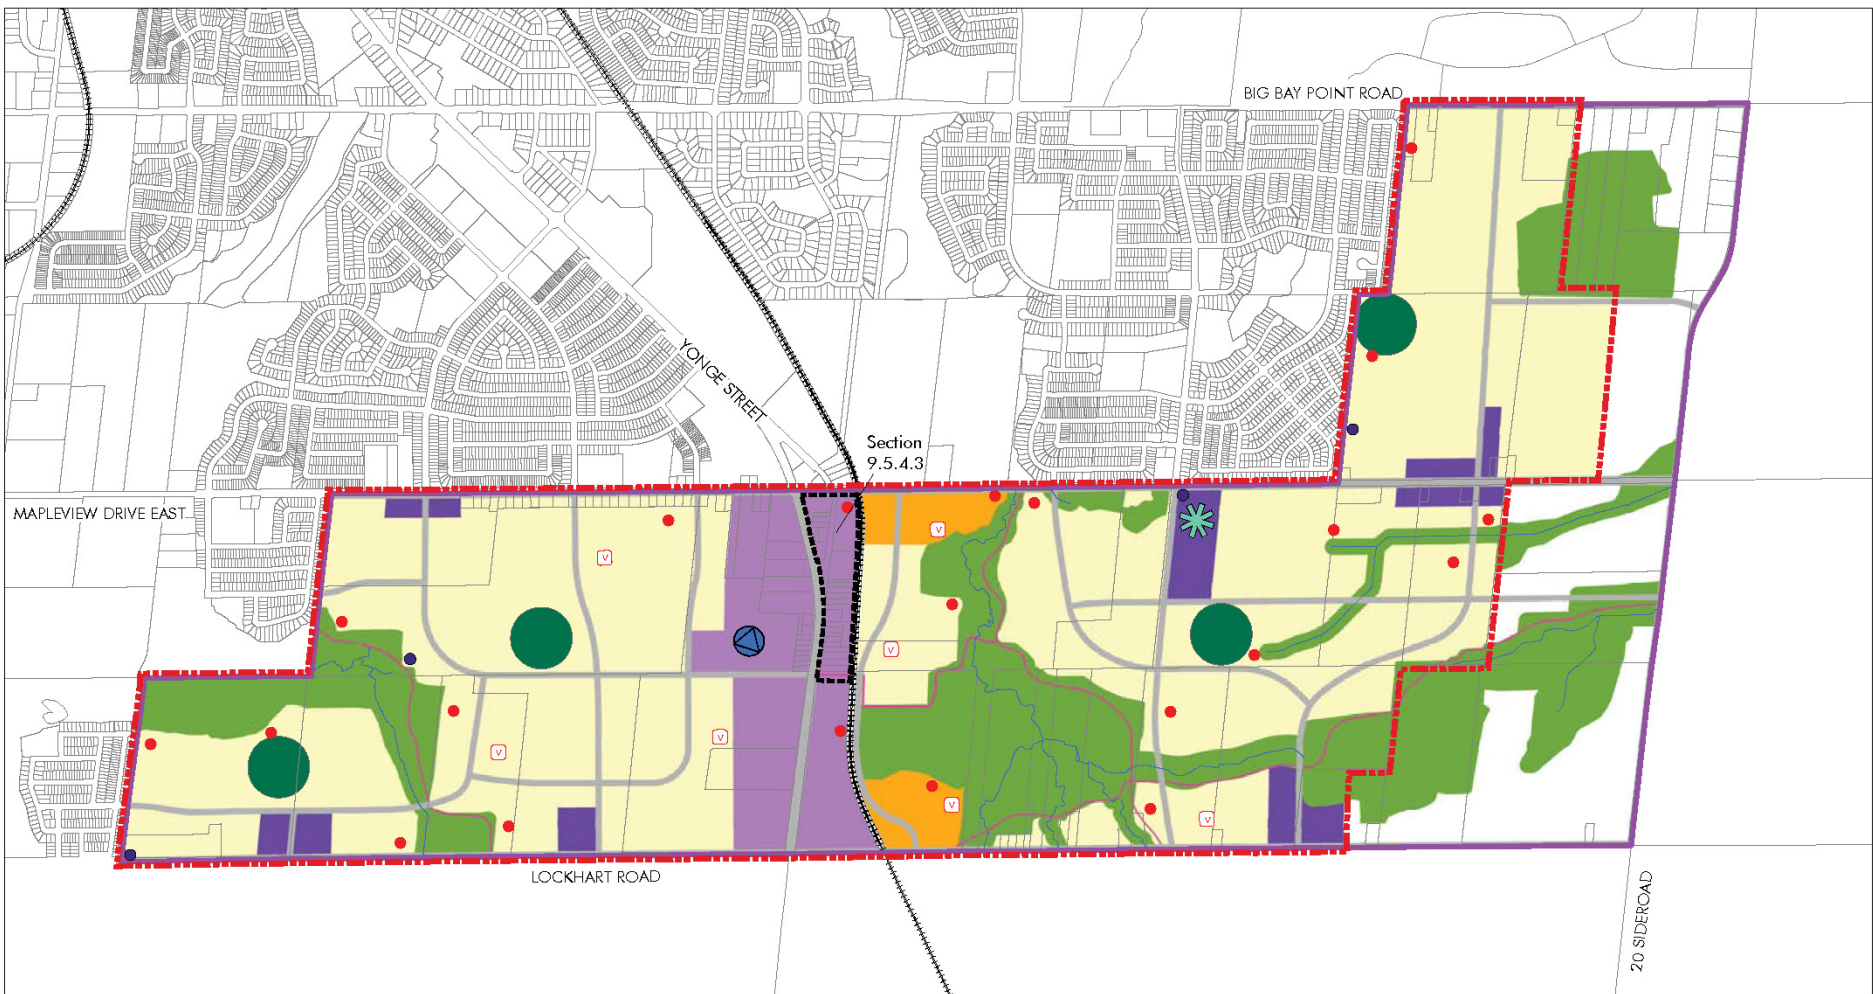 BIG BAY POINT ROAD
YONGE STREET
Section
9.5.4.3
MAPLEVIEW DRIVE EAST
V
V
V
V
V
V
V
LOCKHART ROAD
20 SIDEROAD